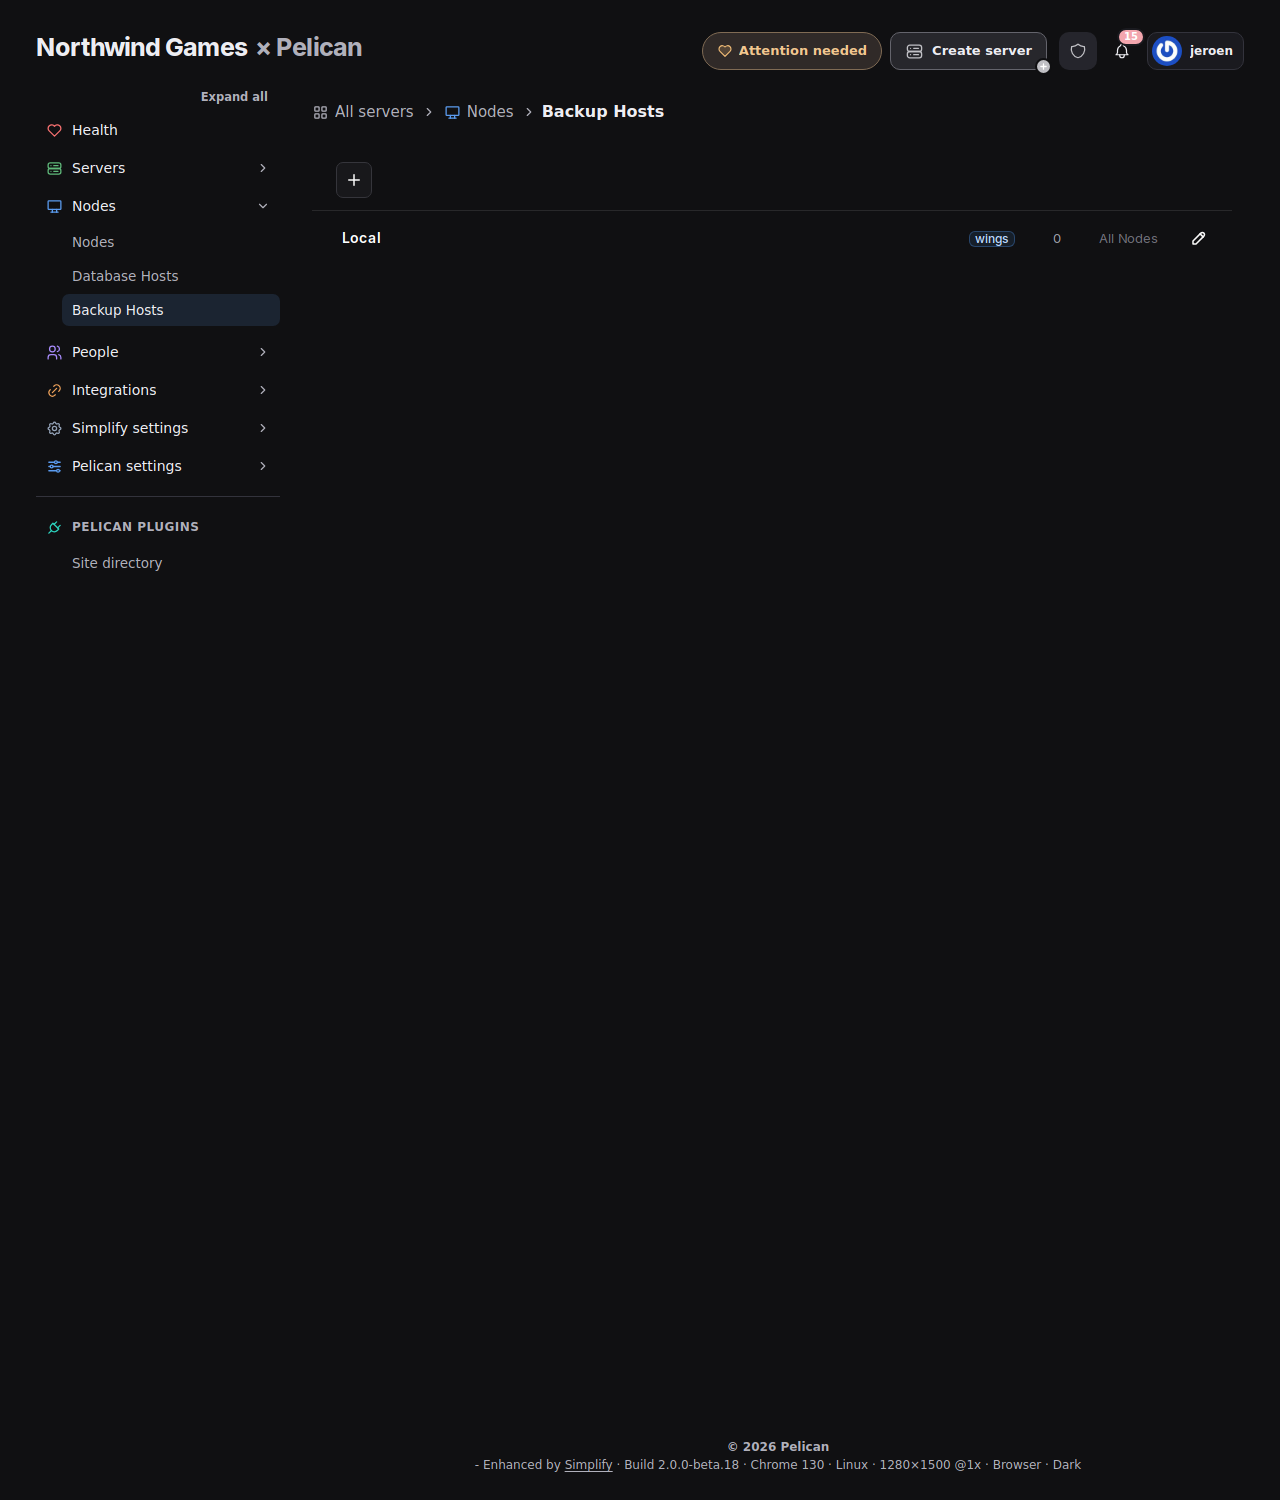 Northwind Games × Pelican
Attention needed
Create server
15
jeroen
Expand all
All servers > Nodes > Backup Hosts
Health
Servers
Nodes
Nodes
Database Hosts
Backup Hosts
People
Integrations
Simplify settings
Pelican settings
PELICAN PLUGINS
Site directory
Local wings 0 All Nodes
© 2026 Pelican
- Enhanced by Simplify · Build 2.0.0-beta.18 · Chrome 130 · Linux · 1280×1500 @1x · Browser · Dark